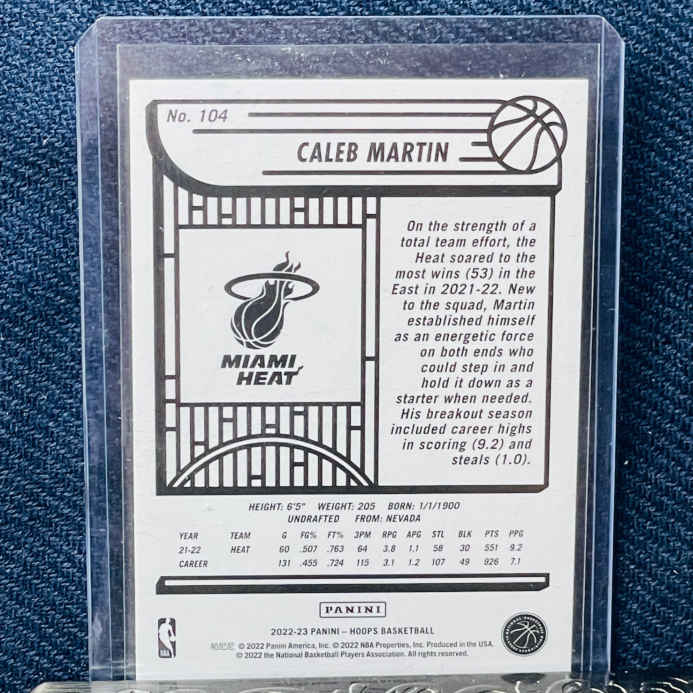 No. 104
CALEB MARTIN
On the strength of a
total team effort, the
Heat soared to the
most wins (53) in the
East in 2021-22. New
to the squad, Martin
established himself
as an energetic force
on both ends who
could step in and
hold it down as a
starter when needed.
His breakout season
included career highs
in scoring (9.2) and
steals (1.0).
MIAMI
HEAT
HEIGHT: 6'5" WEIGHT: 205 BORN: 1/1/1900
UNDRAFTED FROM: NEVADA
YEAR TEAM G FG% FT% 3PM RPG APG STL BLK PTS PPG
21-22 HEAT 60 .507 .763 64 3.8 1.1 58 30 551 9.2
CAREER 131 .455 .724 115 3.1 1.2 107 49 926 7.1
PANINI
2022-23 PANINI – HOOPS BASKETBALL
© 2022 Panini America, Inc. © 2022 NBA Properties, Inc. Produced in the USA.
© 2022 the National Basketball Players Association. All rights reserved.